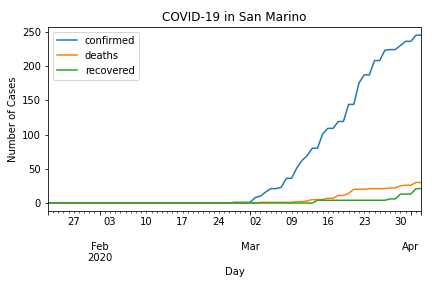 COVID-19 in San Marino
confirmed
deaths
recovered
Number of Cases
250
200
150
100
50
0
27 03 10 17 24 02 09 16 23 30
Feb Mar Apr
2020
Day